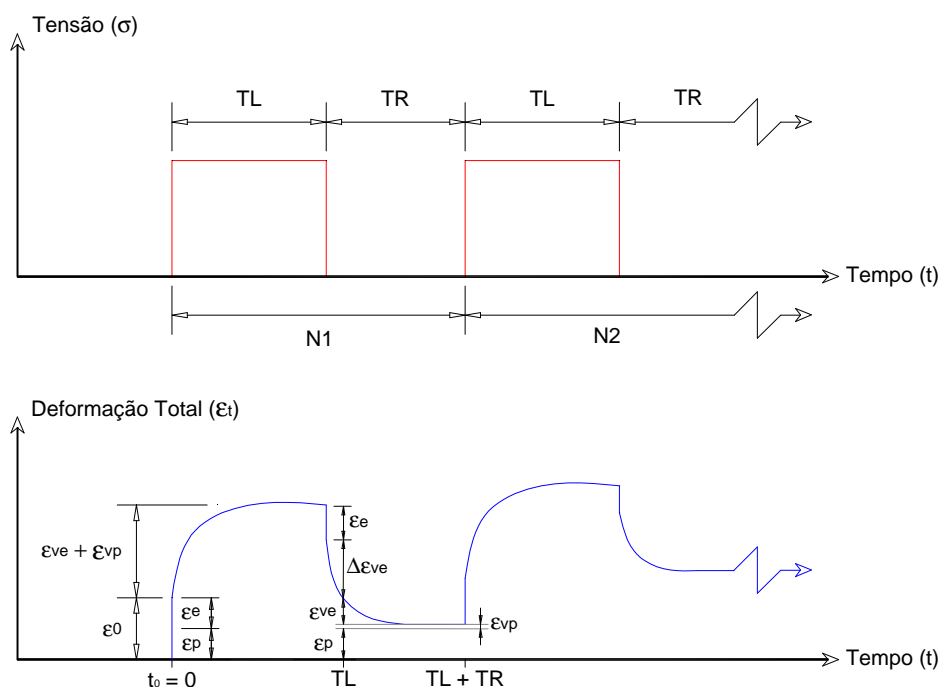 Tensão (σ)
TL TR TL TR
Tempo (t)
N1 N2
Deformação Total (εt)
εe
εve + εvp
Δεve
εe εve εvp
ε0
εp εp
Tempo (t)
t₀ = 0 TL TL + TR